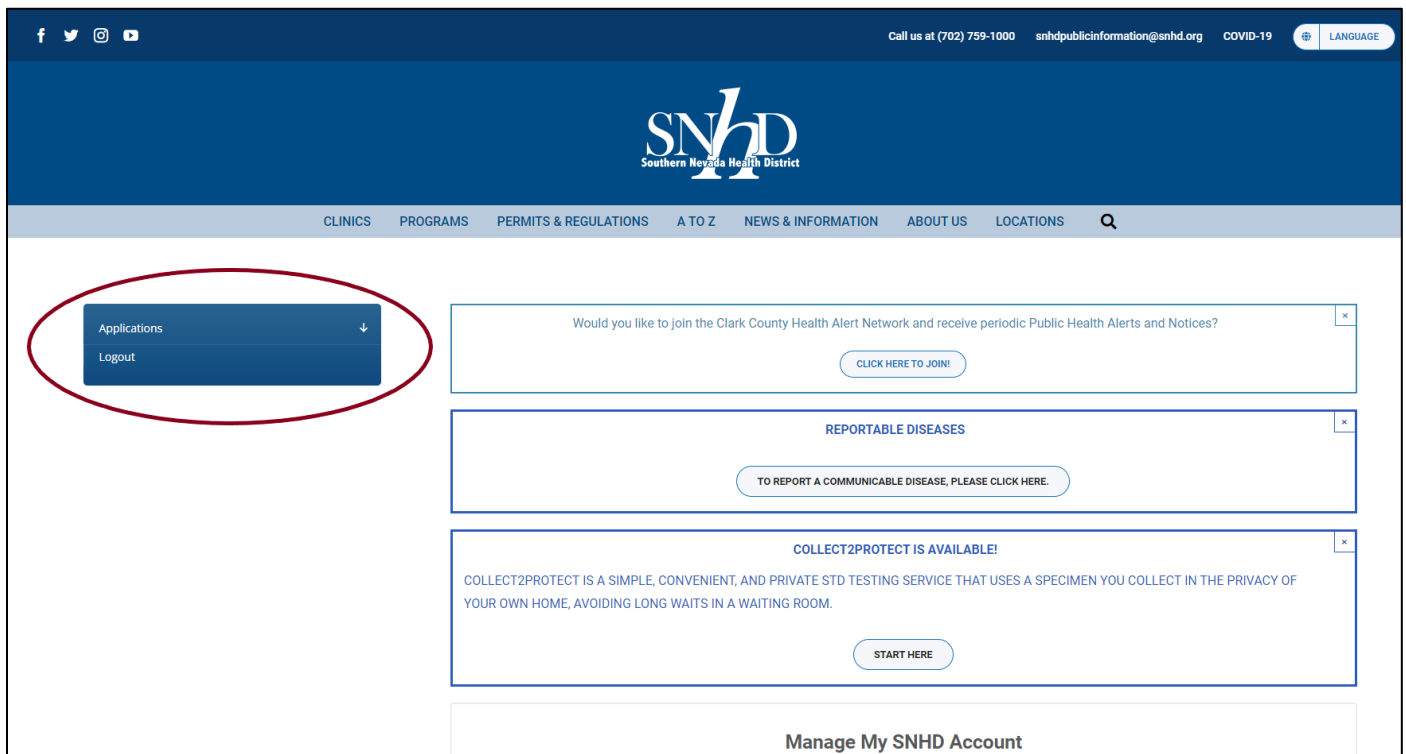 Call us at (702) 759-1000 snhdpublicinformation@snhd.org COVID-19 LANGUAGE
SNhD
Southern Nevada Health District
CLINICS PROGRAMS PERMITS & REGULATIONS A TO Z NEWS & INFORMATION ABOUT US LOCATIONS
Applications
Logout
Would you like to join the Clark County Health Alert Network and receive periodic Public Health Alerts and Notices?
CLICK HERE TO JOIN!
REPORTABLE DISEASES
TO REPORT A COMMUNICABLE DISEASE, PLEASE CLICK HERE.
COLLECT2PROTECT IS AVAILABLE!
COLLECT2PROTECT IS A SIMPLE, CONVENIENT, AND PRIVATE STD TESTING SERVICE THAT USES A SPECIMEN YOU COLLECT IN THE PRIVACY OF
YOUR OWN HOME, AVOIDING LONG WAITS IN A WAITING ROOM.
START HERE
Manage My SNHD Account